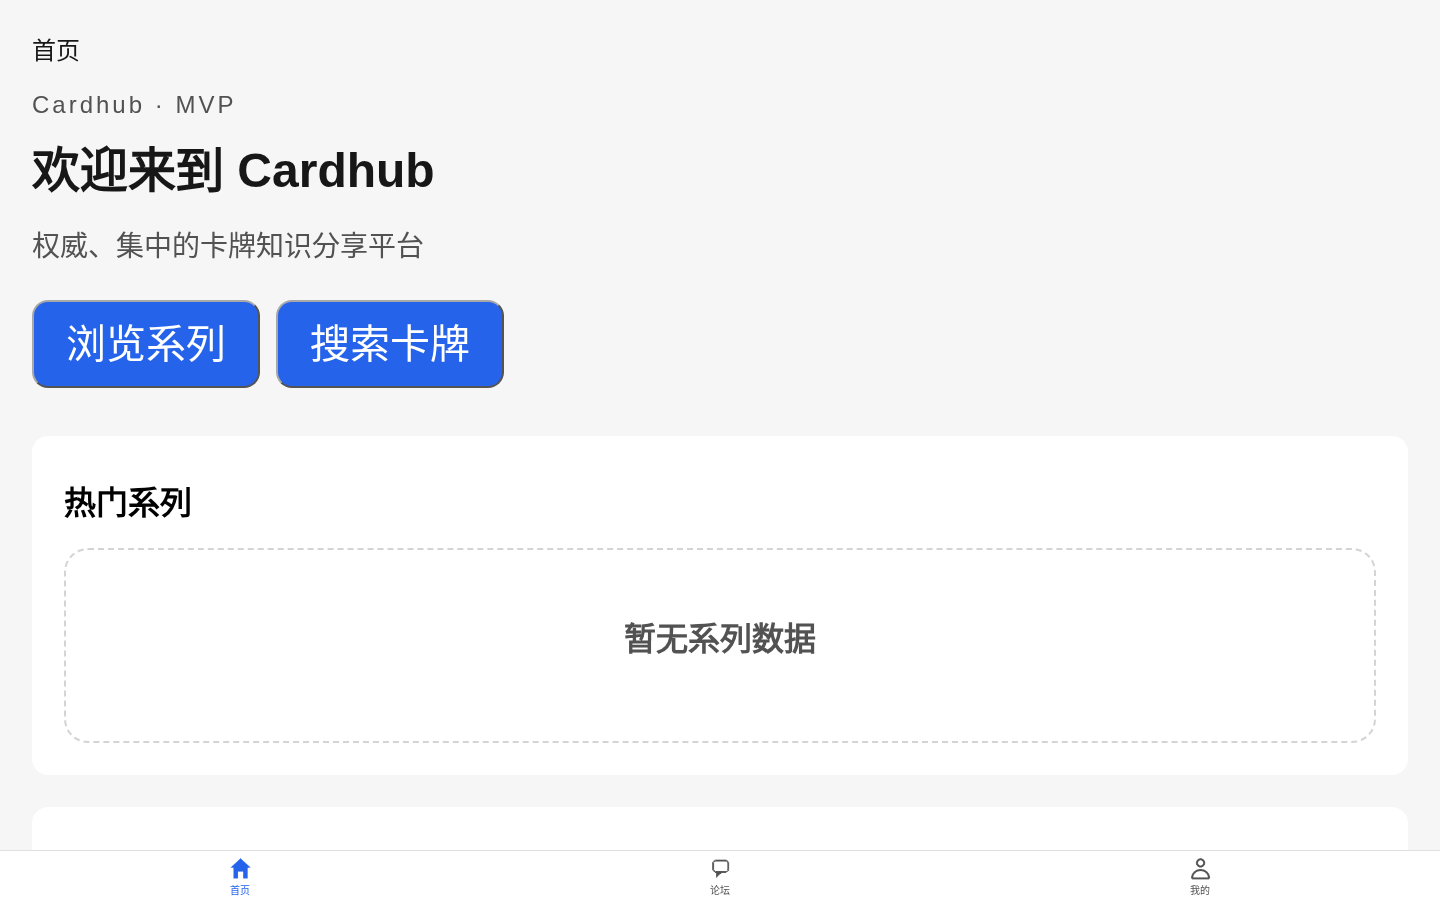 首页
Cardhub · MVP
欢迎来到 Cardhub
权威、集中的卡牌知识分享平台
浏览系列 搜索卡牌
热门系列
暂无系列数据
首页 论坛 我的